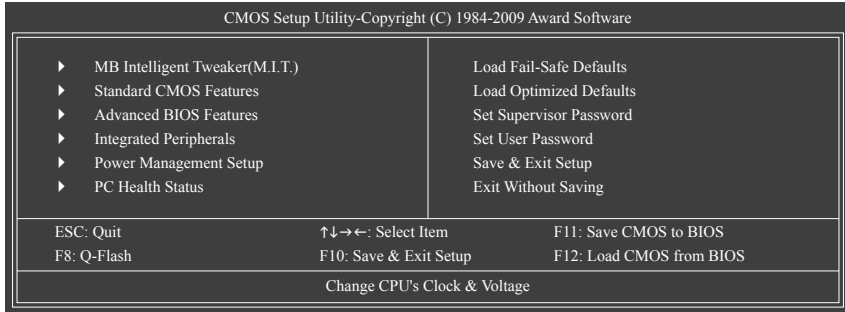 CMOS Setup Utility-Copyright (C) 1984-2009 Award Software
MB Intelligent Tweaker(M.I.T.)
Standard CMOS Features
Advanced BIOS Features
Integrated Peripherals
Power Management Setup
PC Health Status
Load Fail-Safe Defaults
Load Optimized Defaults
Set Supervisor Password
Set User Password
Save & Exit Setup
Exit Without Saving
ESC: Quit
↑↓→←: Select Item
F11: Save CMOS to BIOS
F8: Q-Flash
F10: Save & Exit Setup
F12: Load CMOS from BIOS
Change CPU's Clock & Voltage